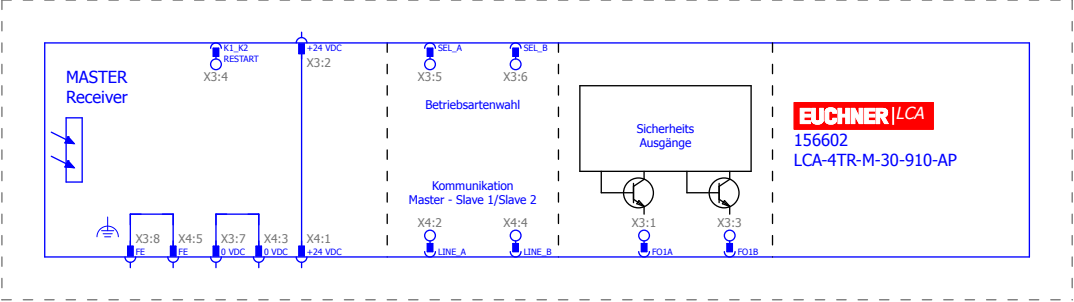 K1_K2
RESTART
X3:4
+24 VDC
X3:2
SEL_A
X3:5
SEL_B
X3:6
MASTER
Receiver
Betriebsartenwahl
Sicherheits
Ausgänge
EUCHNER|LCA
156602
LCA-4TR-M-30-910-AP
Kommunikation
Master - Slave 1/Slave 2
X3:8
FE
X4:5
FE
X3:7
0 VDC
X4:3
0 VDC
X4:1
+24 VDC
X4:2
LINE_A
X4:4
LINE_B
X3:1
FO1A
X3:3
FO1B